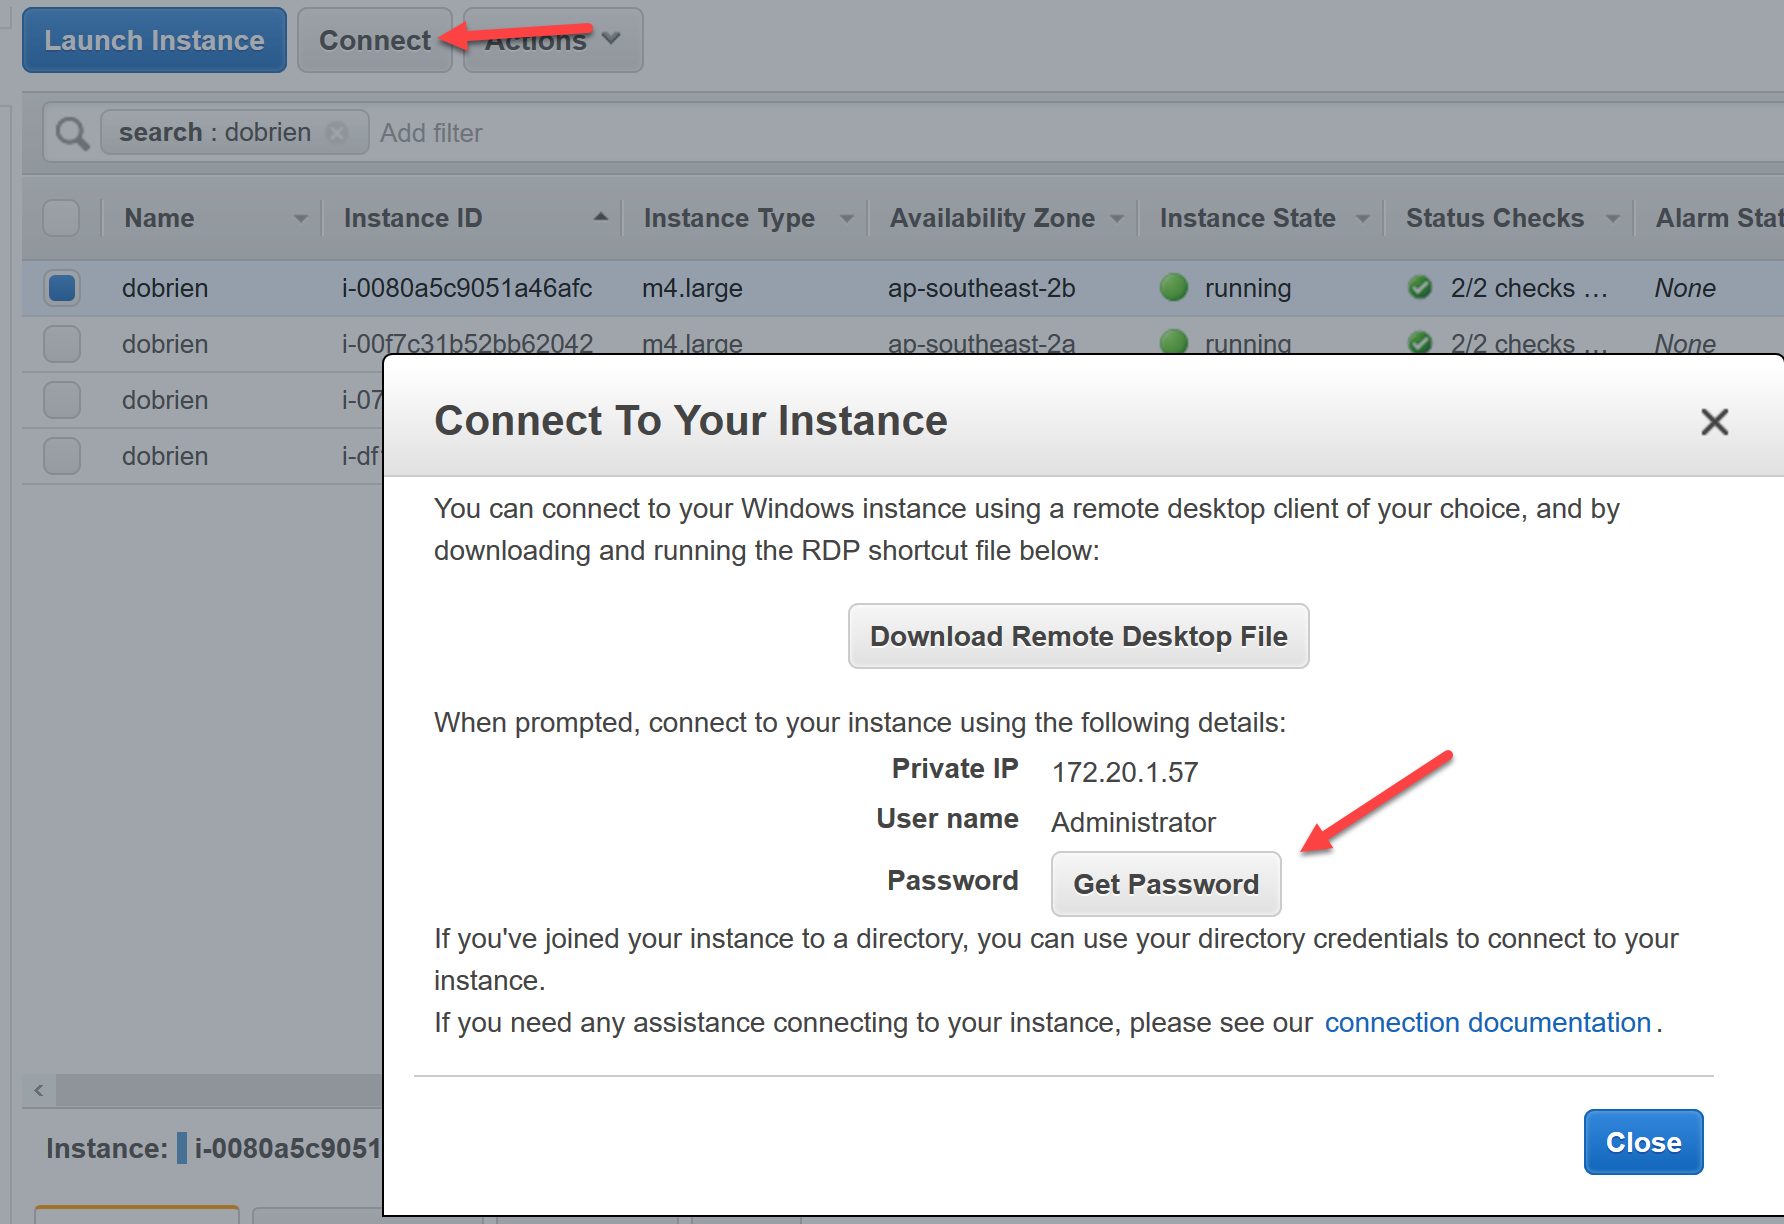 Launch Instance Connect Actions
search : dobrien Add filter
Name Instance ID Instance Type Availability Zone Instance State Status Checks Alarm Stat
dobrien i-0080a5c9051a46afc m4.large ap-southeast-2b running 2/2 checks … None
dobrien i-00f7c31b52bb62042 m4.large ap-southeast-2a running 2/2 checks … None
dobrien i-07
dobrien i-df
Connect To Your Instance
You can connect to your Windows instance using a remote desktop client of your choice, and by
downloading and running the RDP shortcut file below:
Download Remote Desktop File
When prompted, connect to your instance using the following details:
Private IP 172.20.1.57
User name Administrator
Password Get Password
If you've joined your instance to a directory, you can use your directory credentials to connect to your
instance.
If you need any assistance connecting to your instance, please see our connection documentation .
Close
Instance: i-0080a5c9051